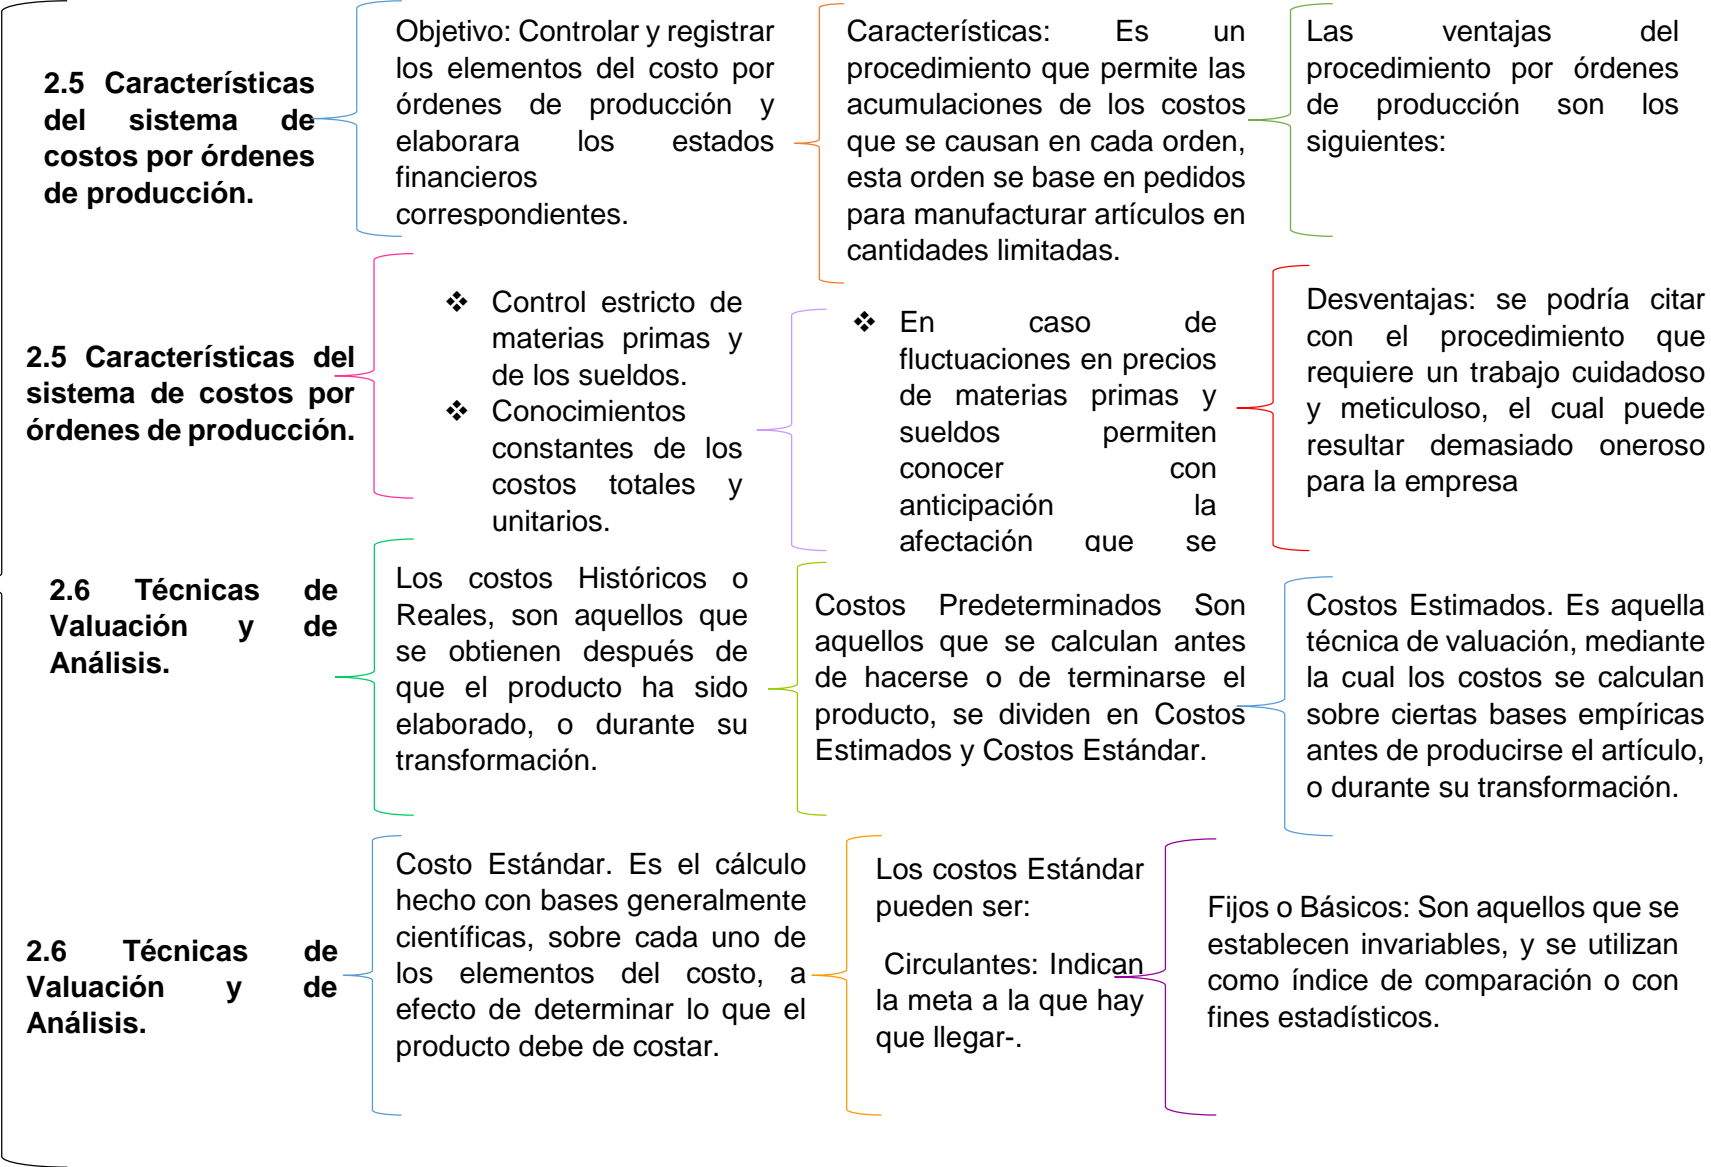 2.5 Características
del sistema de
costos por órdenes
de producción.
Objetivo: Controlar y registrar
los elementos del costo por
órdenes de producción y
elaborara los estados
financieros
correspondientes.
Características: Es un
procedimiento que permite las
acumulaciones de los costos
que se causan en cada orden,
esta orden se base en pedidos
para manufacturar artículos en
cantidades limitadas.
Las ventajas del
procedimiento por órdenes
de producción son los
siguientes:
2.5 Características del
sistema de costos por
órdenes de producción.
❖ Control estricto de
materias primas y
de los sueldos.
❖ Conocimientos
constantes de los
costos totales y
unitarios.
❖ En caso de
fluctuaciones en precios
de materias primas y
sueldos permiten
conocer con
anticipación la
afectación que se
Desventajas: se podría citar
con el procedimiento que
requiere un trabajo cuidadoso
y meticuloso, el cual puede
resultar demasiado oneroso
para la empresa
2.6 Técnicas de
Valuación y de
Análisis.
Los costos Históricos o
Reales, son aquellos que
se obtienen después de
que el producto ha sido
elaborado, o durante su
transformación.
Costos Predeterminados Son
aquellos que se calculan antes
de hacerse o de terminarse el
producto, se dividen en Costos
Estimados y Costos Estándar.
Costos Estimados. Es aquella
técnica de valuación, mediante
la cual los costos se calculan
sobre ciertas bases empíricas
antes de producirse el artículo,
o durante su transformación.
2.6 Técnicas de
Valuación y de
Análisis.
Costo Estándar. Es el cálculo
hecho con bases generalmente
científicas, sobre cada uno de
los elementos del costo, a
efecto de determinar lo que el
producto debe de costar.
Los costos Estándar
pueden ser:
Circulantes: Indican
la meta a la que hay
que llegar-.
Fijos o Básicos: Son aquellos que se
establecen invariables, y se utilizan
como índice de comparación o con
fines estadísticos.